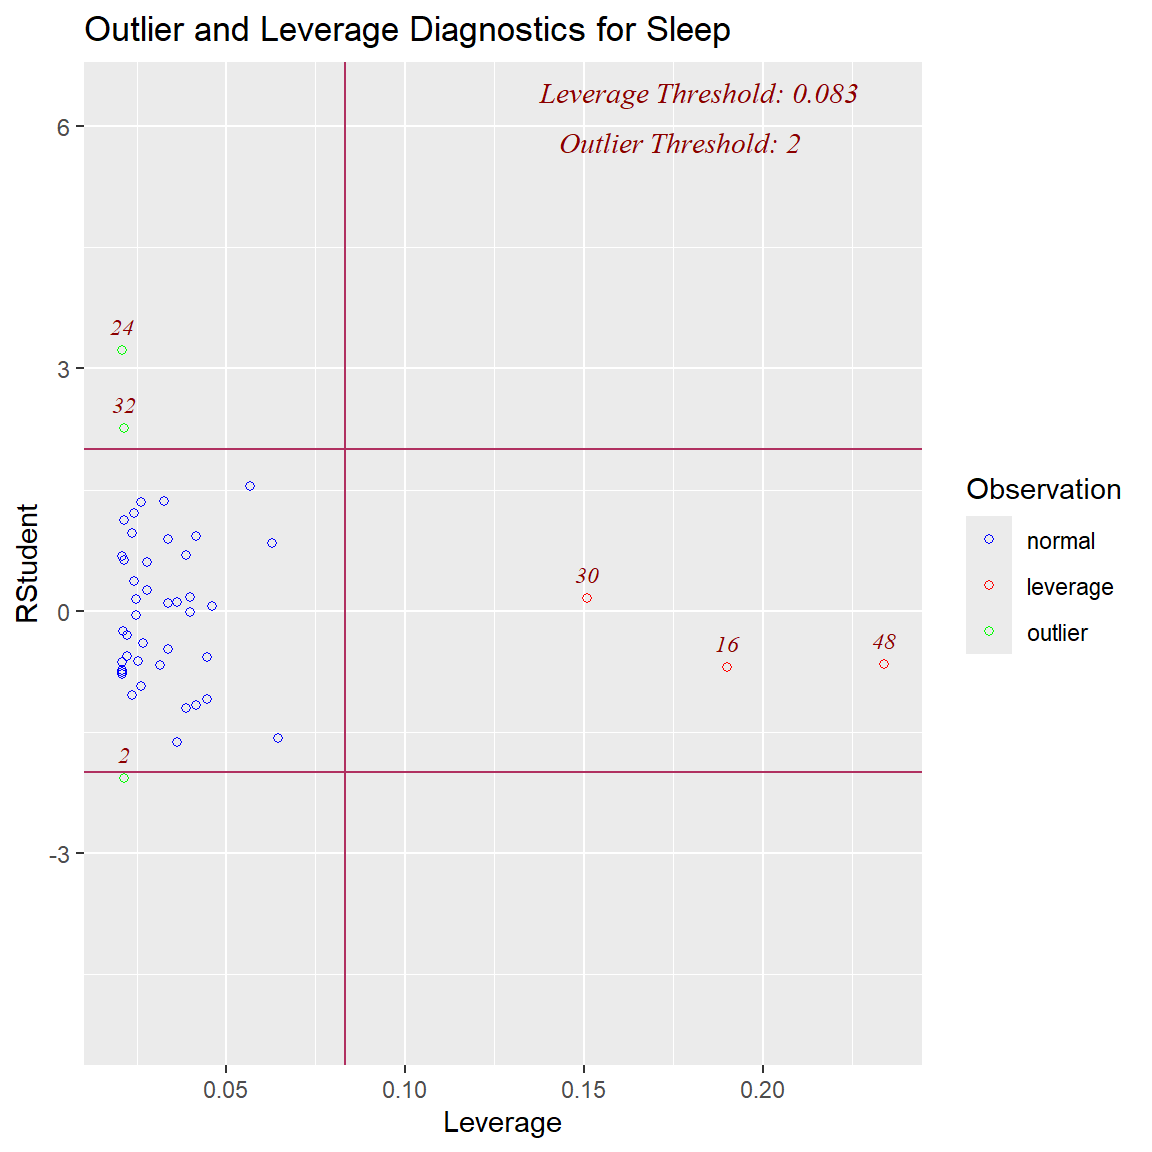 Outlier and Leverage Diagnostics for Sleep
Leverage Threshold: 0.083
Outlier Threshold: 2
6
3
0
-3
RStudent
24
32
30
16
48
2
0.05
0.10
0.15
0.20
Leverage
Observation
normal
leverage
outlier